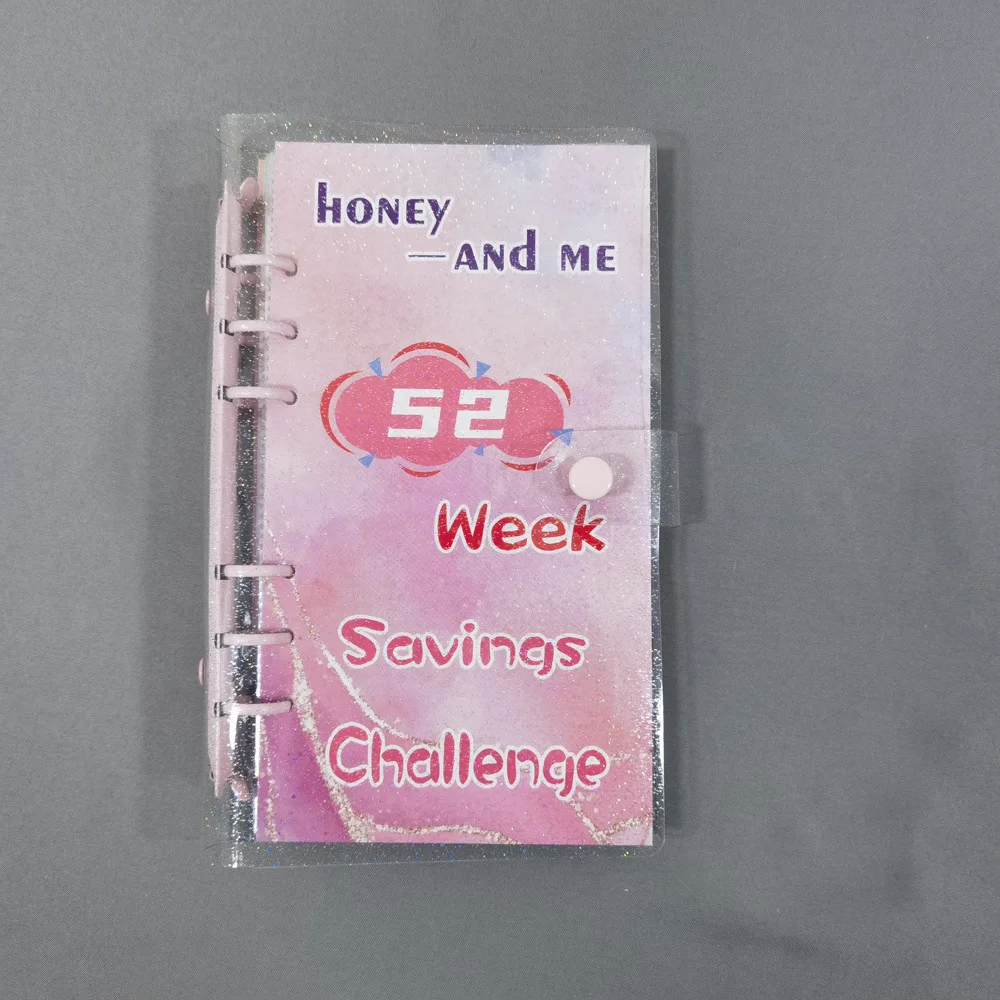 honey
—and me
52
Week
Savings
Challenge